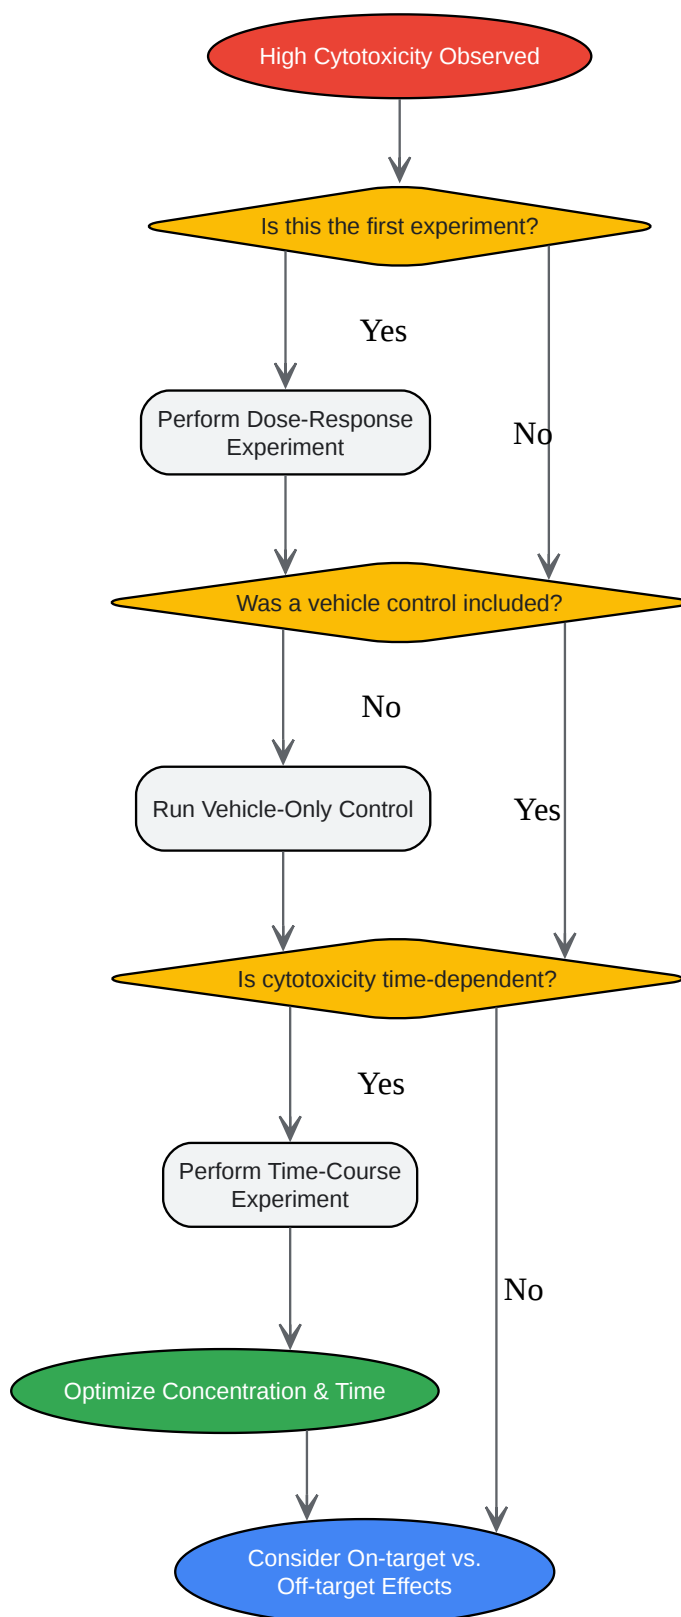 High Cytotoxicity Observed
Is this the first experiment?
Yes
Perform Dose-Response
Experiment
No
Was a vehicle control included?
No
Run Vehicle-Only Control
Yes
Is cytotoxicity time-dependent?
Yes
Perform Time-Course
Experiment
No
Optimize Concentration & Time
Consider On-target vs.
Off-target Effects